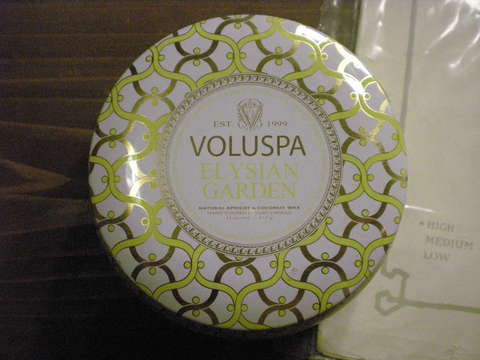 EST. 1999
VOLUSPA
ELYSIAN
GARDEN
NATURAL APRICOT & COCONUT WAX
HIGH
MEDIUM
LOW